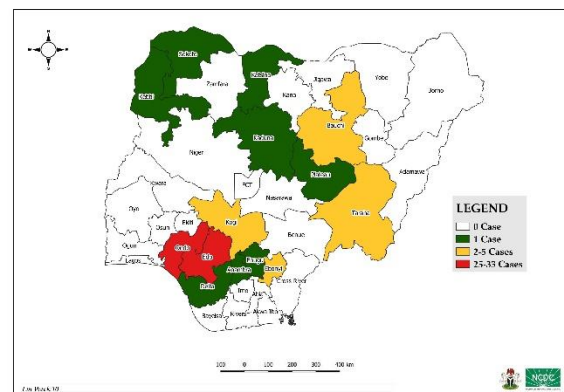 Sokoto
Katsina
Kebbi
Zamfara
Kano
Jigawa
Yobe
Borno
Kaduna
Bauchi
Gombe
Niger
Plateau
Adamawa
FCT
Kwara
Nasarawa
Taraba
Oyo
Ekiti
Kogi
Osun
Benue
Ogun
Ondo
Edo
Enugu
Ebonyi
Lagos
Anambra
Cross River
Delta
Imo
Abia
Bayelsa
Rivers
Akwa Ibom
LEGEND
0 Case
1 Case
2-5 Cases
25-33 Cases
100 0 100 200 300 400 km
NCDC